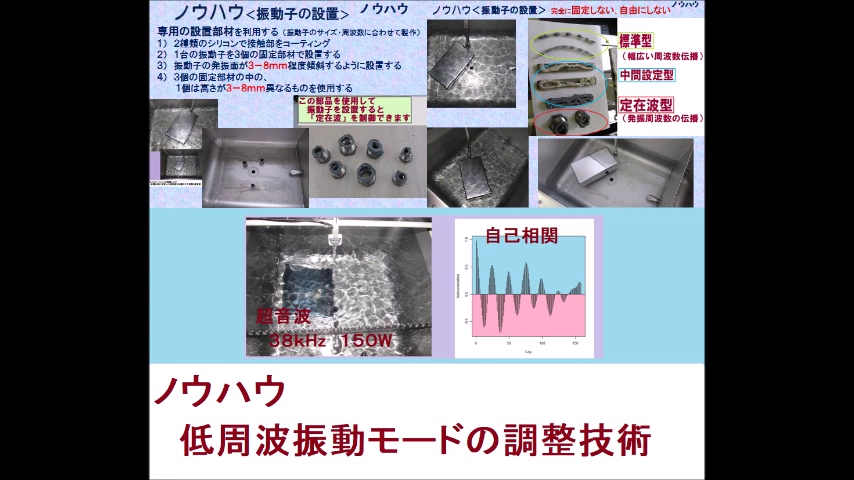 ノウハウ<振動子の設置>　ノウハウ
専用の設置部材を利用する（振動子のサイズ・周波数に合わせて製作）
1） 2種類のシリコンで接触部をコーティング
2） 1台の振動子を3個の固定部材で設置する
3） 振動子の発振面が3－8mm程度傾斜するように設置する
4） 3個の固定部材の中の、
1個は高さが3－8mm異なるものを使用する
この部品を使用して
振動子を設置すると
「定在波」を制御できます
ノウハウ<振動子の設置> 完全に固定しない、自由にしない
ノウハウ
標準型
（幅広い周波数伝播）
中間設定型
定在波型
（発振周波数の伝播）
超音波
38kHz 150W
自己相関
0
50
100
150
Lag
ノウハウ
低周波振動モードの調整技術